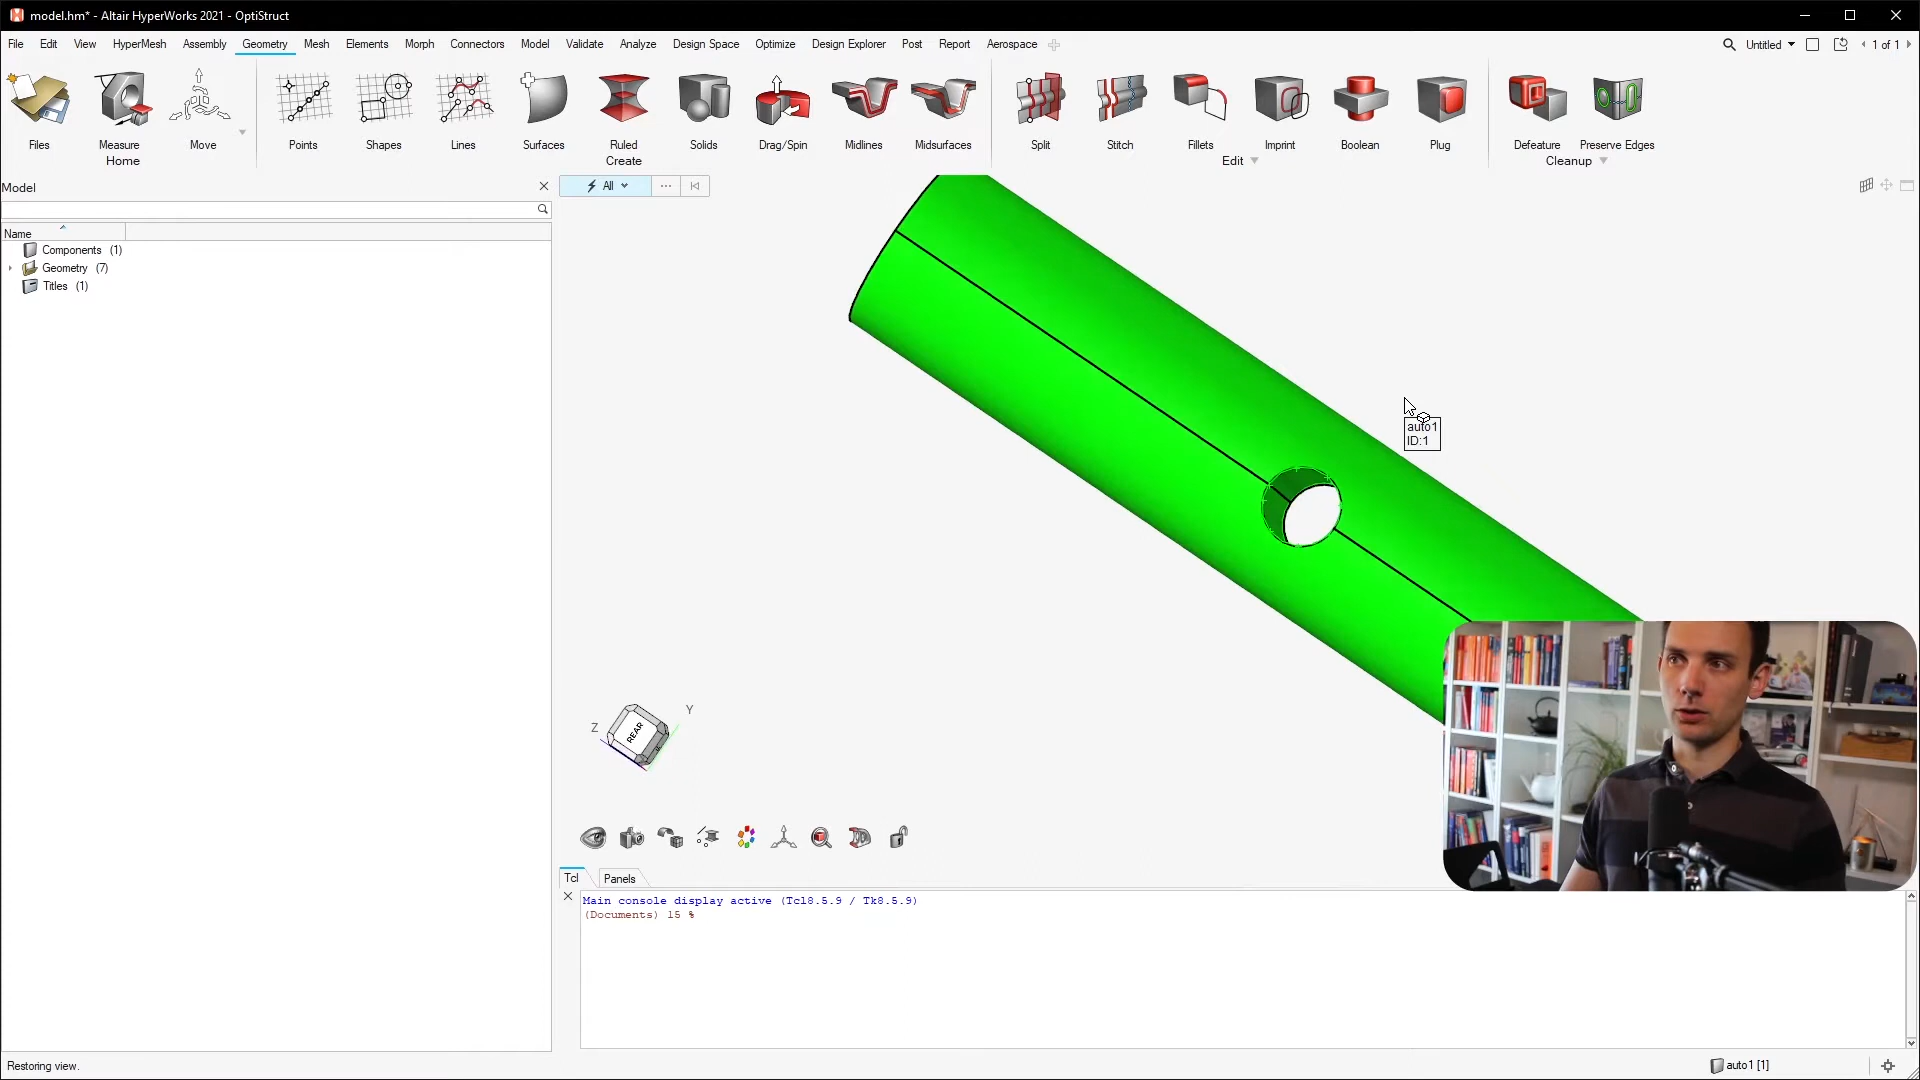 model.hm* - Altair HyperWorks 2021 - OptiStruct
File Edit View HyperMesh Assembly Geometry Mesh Elements Morph Connectors Model Validate Analyze Design Space Optimize Design Explorer Post Report Aerospace Untitled 1 of 1
Files Measure Move Points Shapes Lines Surfaces Ruled Solids Drag/Spin Midlines Midsurfaces Split Stitch Fillets Imprint Boolean Plug Defeature Preserve Edges
Home Create Edit Cleanup
Model
All
Name
Components (1)
Geometry (7)
Titles (1)
auto1
ID:1
Z
Y
REAR
Tcl Panels
Main console display active (Tcl8.5.9 / Tk8.5.9)
(Documents) 15 %
Restoring view.
auto1 [1]